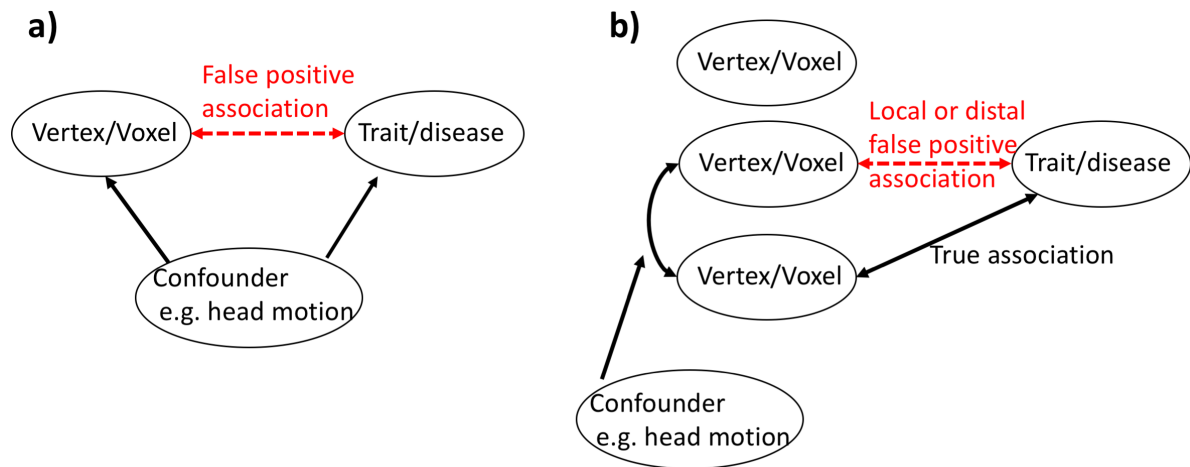 a)
False positive
association
Vertex/Voxel
Trait/disease
Confounder
e.g. head motion
b)
Vertex/Voxel
Local or distal
false positive
association
Vertex/Voxel
Trait/disease
Vertex/Voxel
True association
Confounder
e.g. head motion